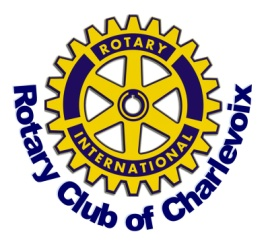 ROTARY
INTERNATIONAL
Rotary Club of Charlevoix